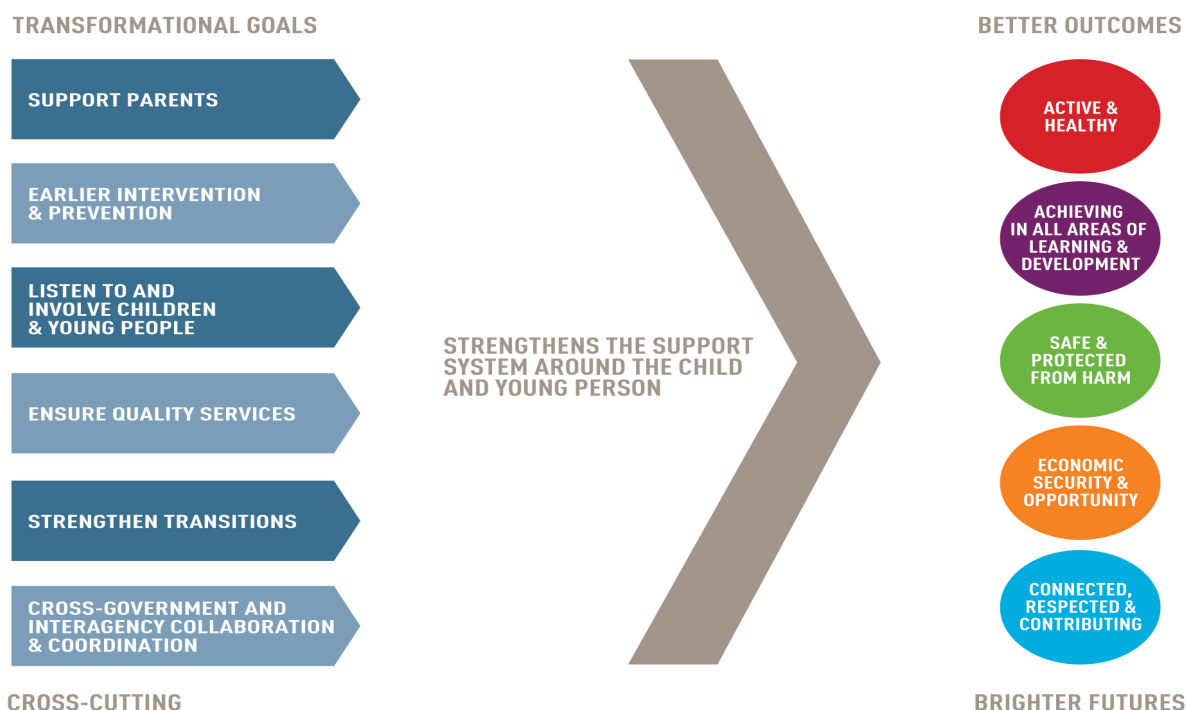 TRANSFORMATIONAL GOALS
SUPPORT PARENTS
EARLIER INTERVENTION
& PREVENTION
LISTEN TO AND
INVOLVE CHILDREN
& YOUNG PEOPLE
ENSURE QUALITY SERVICES
STRENGTHEN TRANSITIONS
CROSS-GOVERNMENT AND
INTERAGENCY COLLABORATION
& COORDINATION
CROSS-CUTTING
STRENGTHENS THE SUPPORT
SYSTEM AROUND THE CHILD
AND YOUNG PERSON
BETTER OUTCOMES
ACTIVE &
HEALTHY
ACHIEVING
IN ALL AREAS OF
LEARNING &
DEVELOPMENT
SAFE &
PROTECTED
FROM HARM
ECONOMIC
SECURITY &
OPPORTUNITY
CONNECTED,
RESPECTED &
CONTRIBUTING
BRIGHTER FUTURES